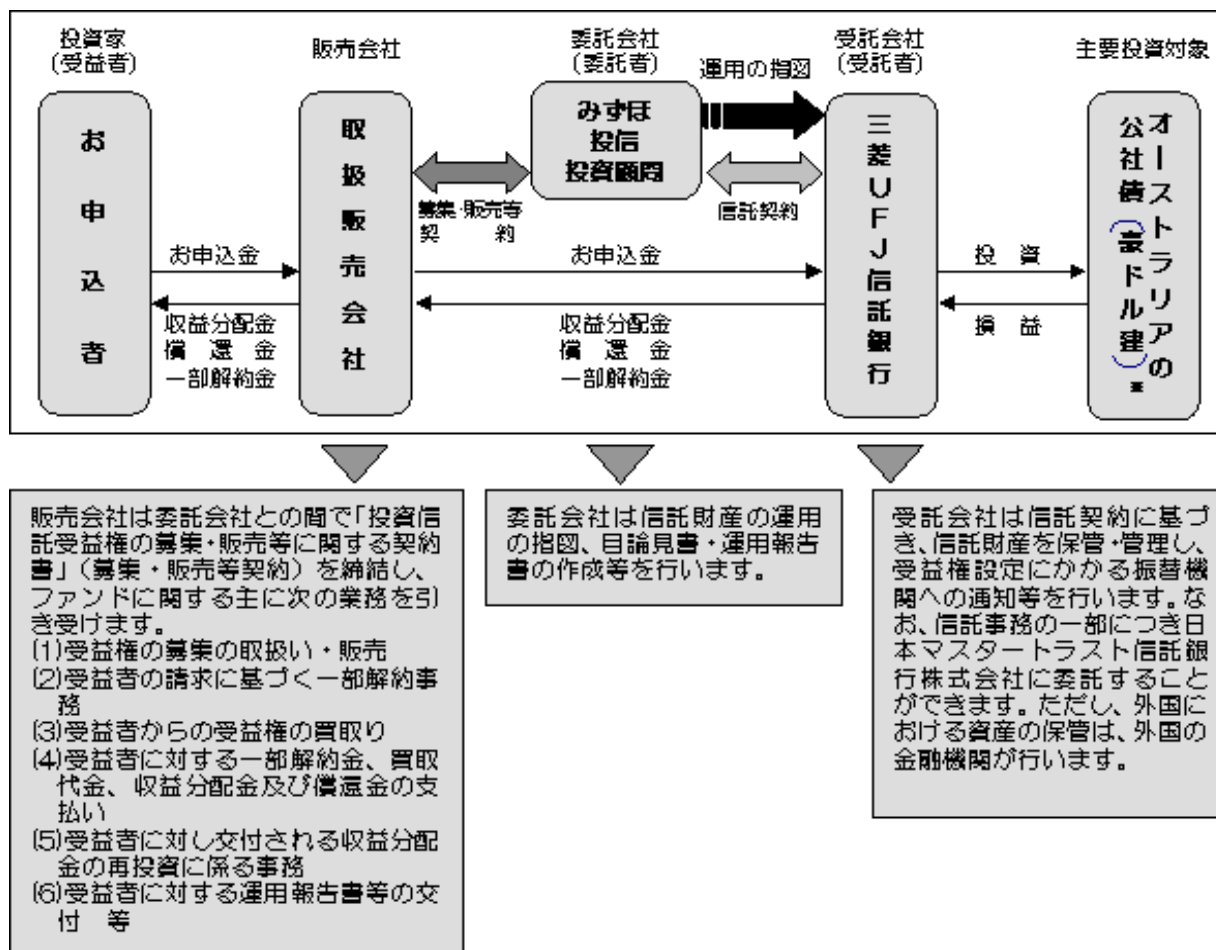 投資家
(受益者)
販売会社
委託会社
(委託者)
受託会社
(受託者)
主要投資対象
運用の指図
お申込者
取扱販売会社
みずほ
投信
投資顧問
三菱UFJ信託銀行
オーストラリアの
公社債(豪ドル建)※
募集・販売等
契　　約
信託契約
お申込金
収益分配金
償　還　金
一部解約金
お申込金
収益分配金
償　還　金
一部解約金
投　資
損　益
販売会社は委託会社との間で「投資信
託受益権の募集・販売等に関する契約
書」（募集・販売等契約）を締結し、
ファンドに関する主に次の業務を引
き受けます。
(1)受益権の募集の取扱い・販売
(2)受益者の請求に基づく一部解約事
務
(3)受益者からの受益権の買取り
(4)受益者に対する一部解約金、買取
代金、収益分配金及び償還金の支
払い
(5)受益者に対し交付される収益分配
金の再投資に係る事務
(6)受益者に対する運用報告書等の交
付　等
委託会社は信託財産の運用
の指図、目論見書・運用報告
書の作成等を行います。
受託会社は信託契約に基づ
き、信託財産を保管・管理し、
受益権設定にかかる振替機
関への通知等を行います。な
お、信託事務の一部につき日
本マスタートラスト信託銀
行株式会社に委託すること
ができます。ただし、外国に
おける資産の保管は、外国の
金融機関が行います。